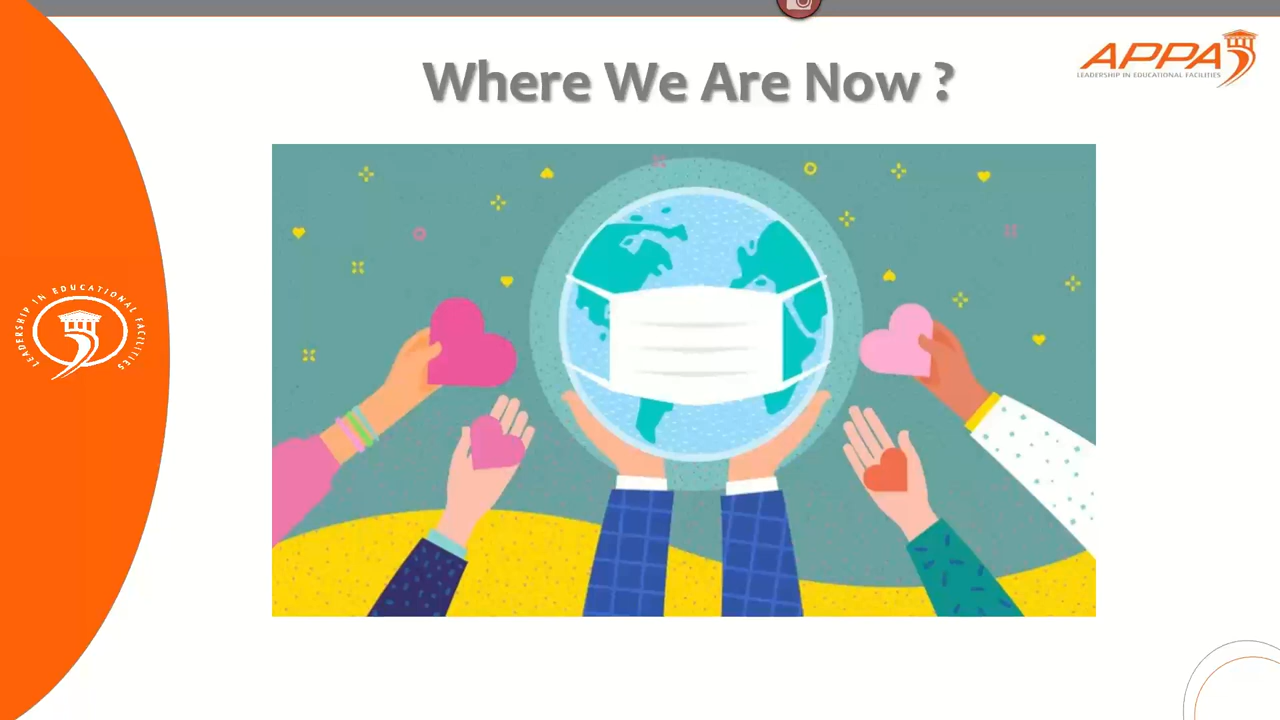 Where We Are Now ?
APPA
LEADERSHIP IN EDUCATIONAL FACILITIES
LEADERSHIP IN EDUCATIONAL FACILITIES